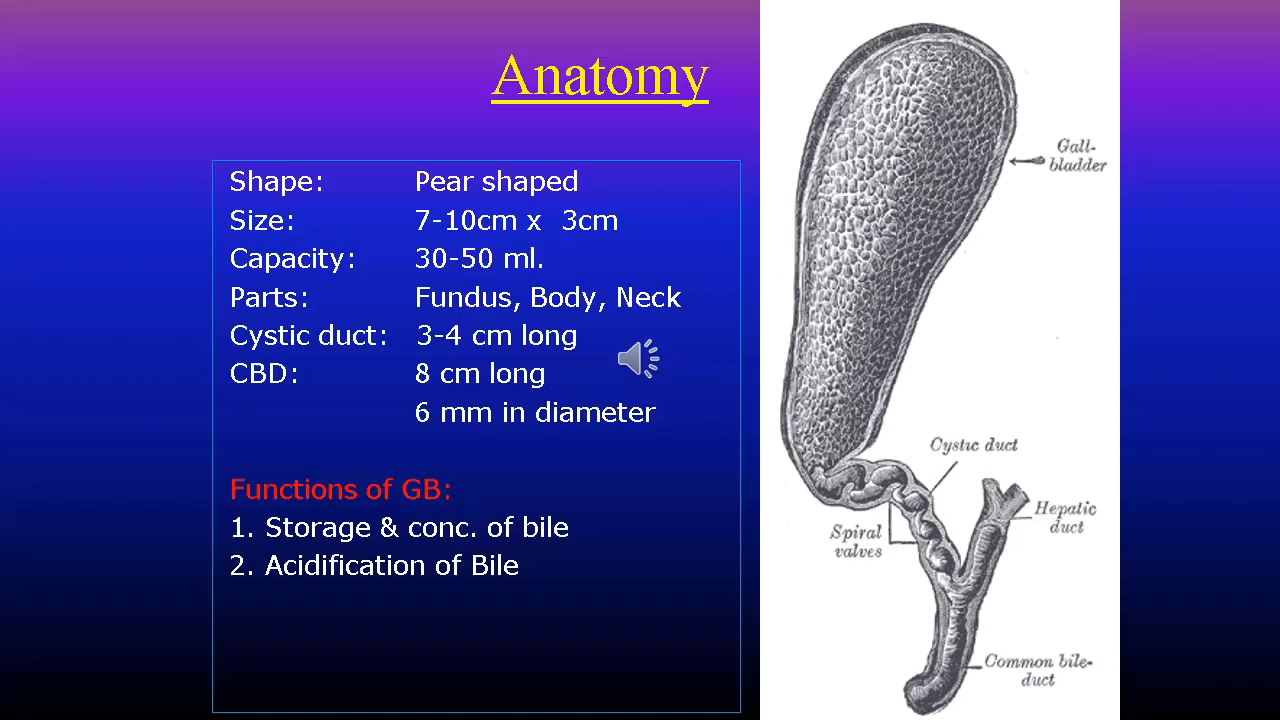 Anatomy
Shape: Pear shaped
Size: 7-10cm x 3cm
Capacity: 30-50 ml.
Parts: Fundus, Body, Neck
Cystic duct: 3-4 cm long
CBD: 8 cm long
6 mm in diameter
Functions of GB:
1. Storage & conc. of bile
2. Acidification of Bile
Gall-
bladder
Cystic duct
Hepatic
duct
Spiral
valves
Common bile-
duct